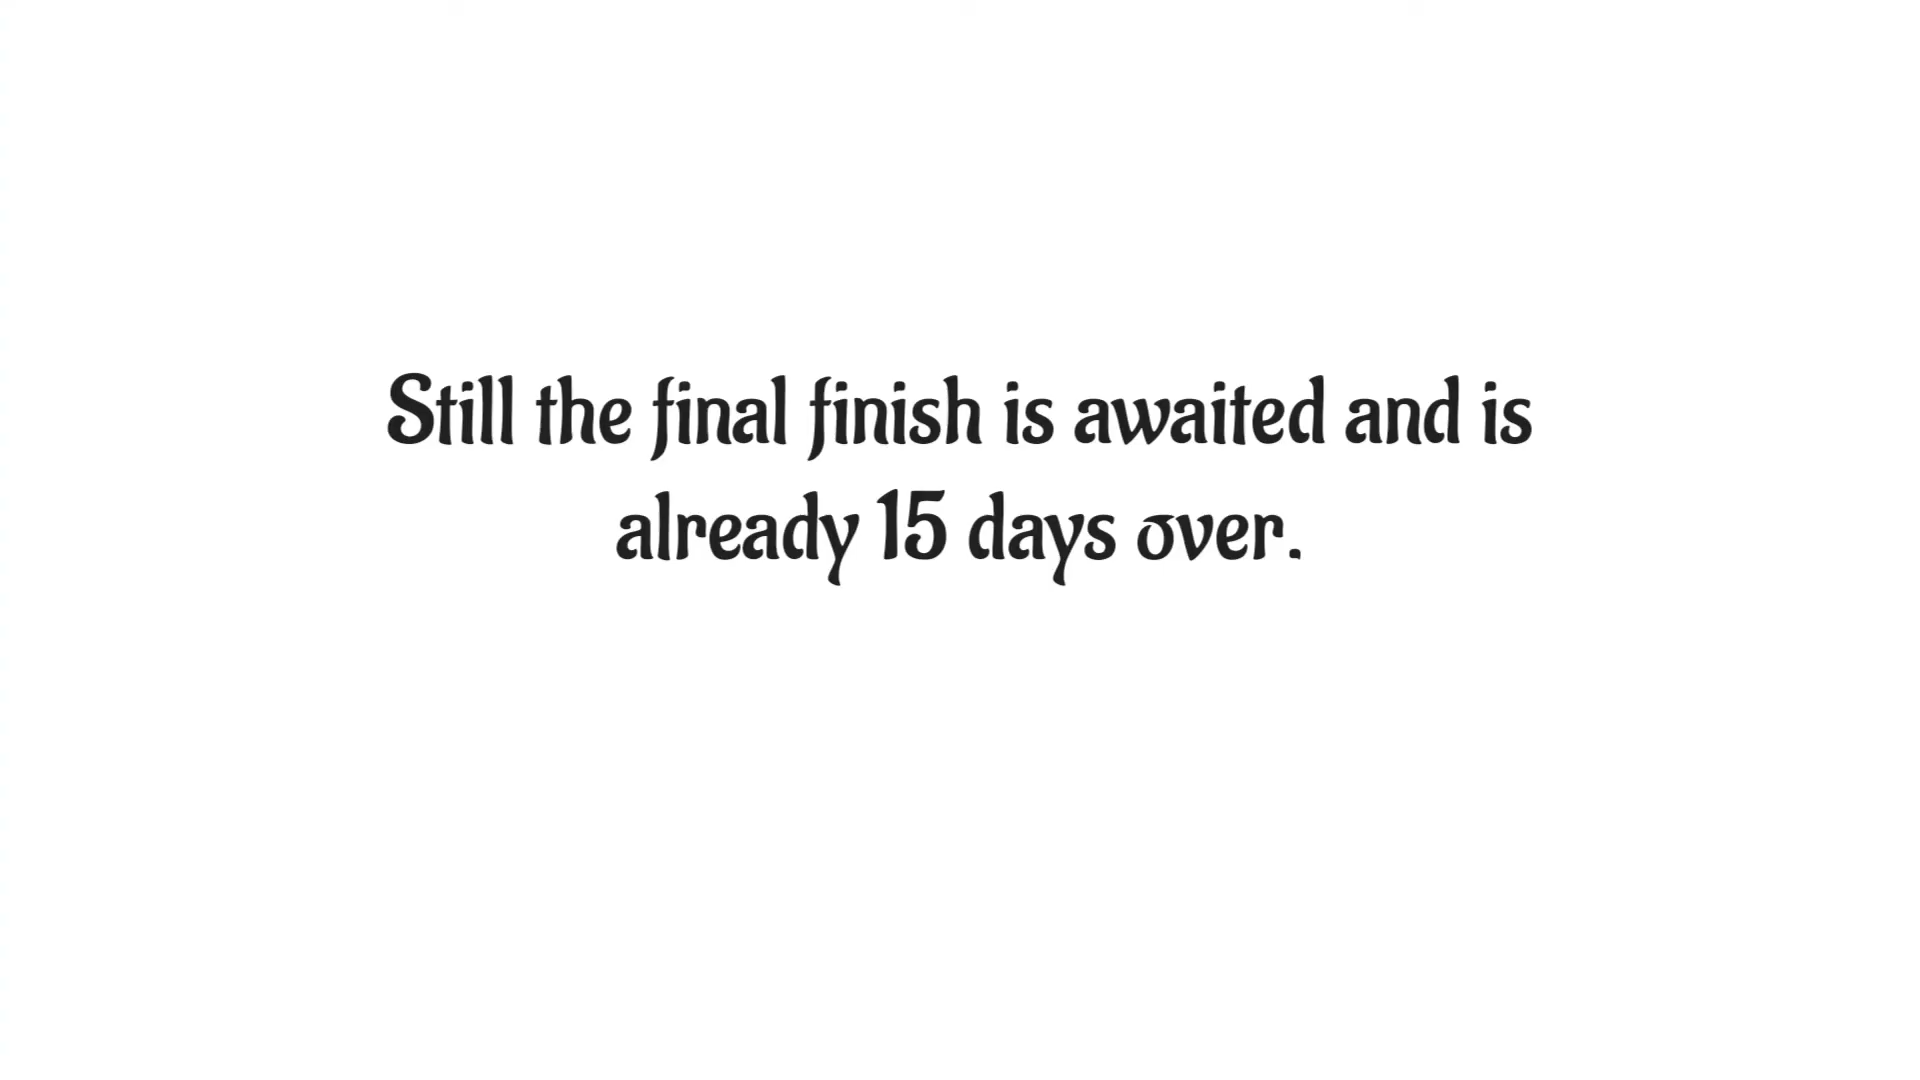 Still the final finish is awaited and is
already 15 days over.